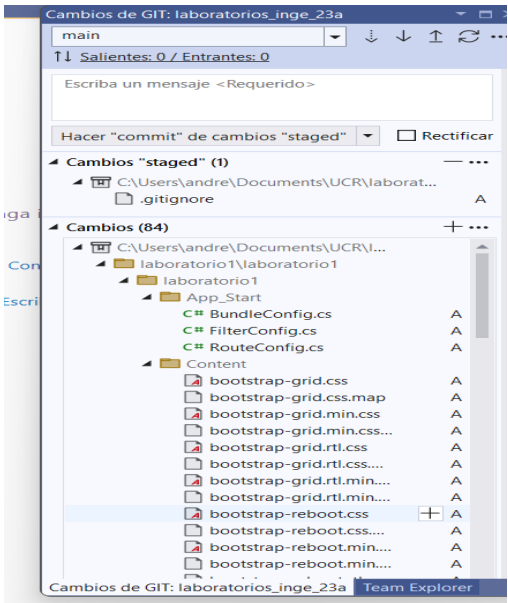 Cambios de GIT: laboratorios_inge_23a
main
Salientes: 0 / Entrantes: 0
Escriba un mensaje <Requerido>
Hacer "commit" de cambios "staged" Rectificar
Cambios "staged" (1)
C:\Users\andre\Documents\UCR\laborat...
.gitignore A
Cambios (84)
C:\Users\andre\Documents\UCR\l...
laboratorio1\laboratorio1
laboratorio1
App_Start
C# BundleConfig.cs A
C# FilterConfig.cs A
C# RouteConfig.cs A
Content
bootstrap-grid.css A
bootstrap-grid.css.map A
bootstrap-grid.min.css A
bootstrap-grid.min.css... A
bootstrap-grid.rtl.css A
bootstrap-grid.rtl.css.... A
bootstrap-grid.rtl.min.... A
bootstrap-grid.rtl.min.... A
bootstrap-reboot.css A
bootstrap-reboot.css.... A
bootstrap-reboot.min.... A
bootstrap-reboot.min.... A
Cambios de GIT: laboratorios_inge_23a Team Explorer
Con
Escri